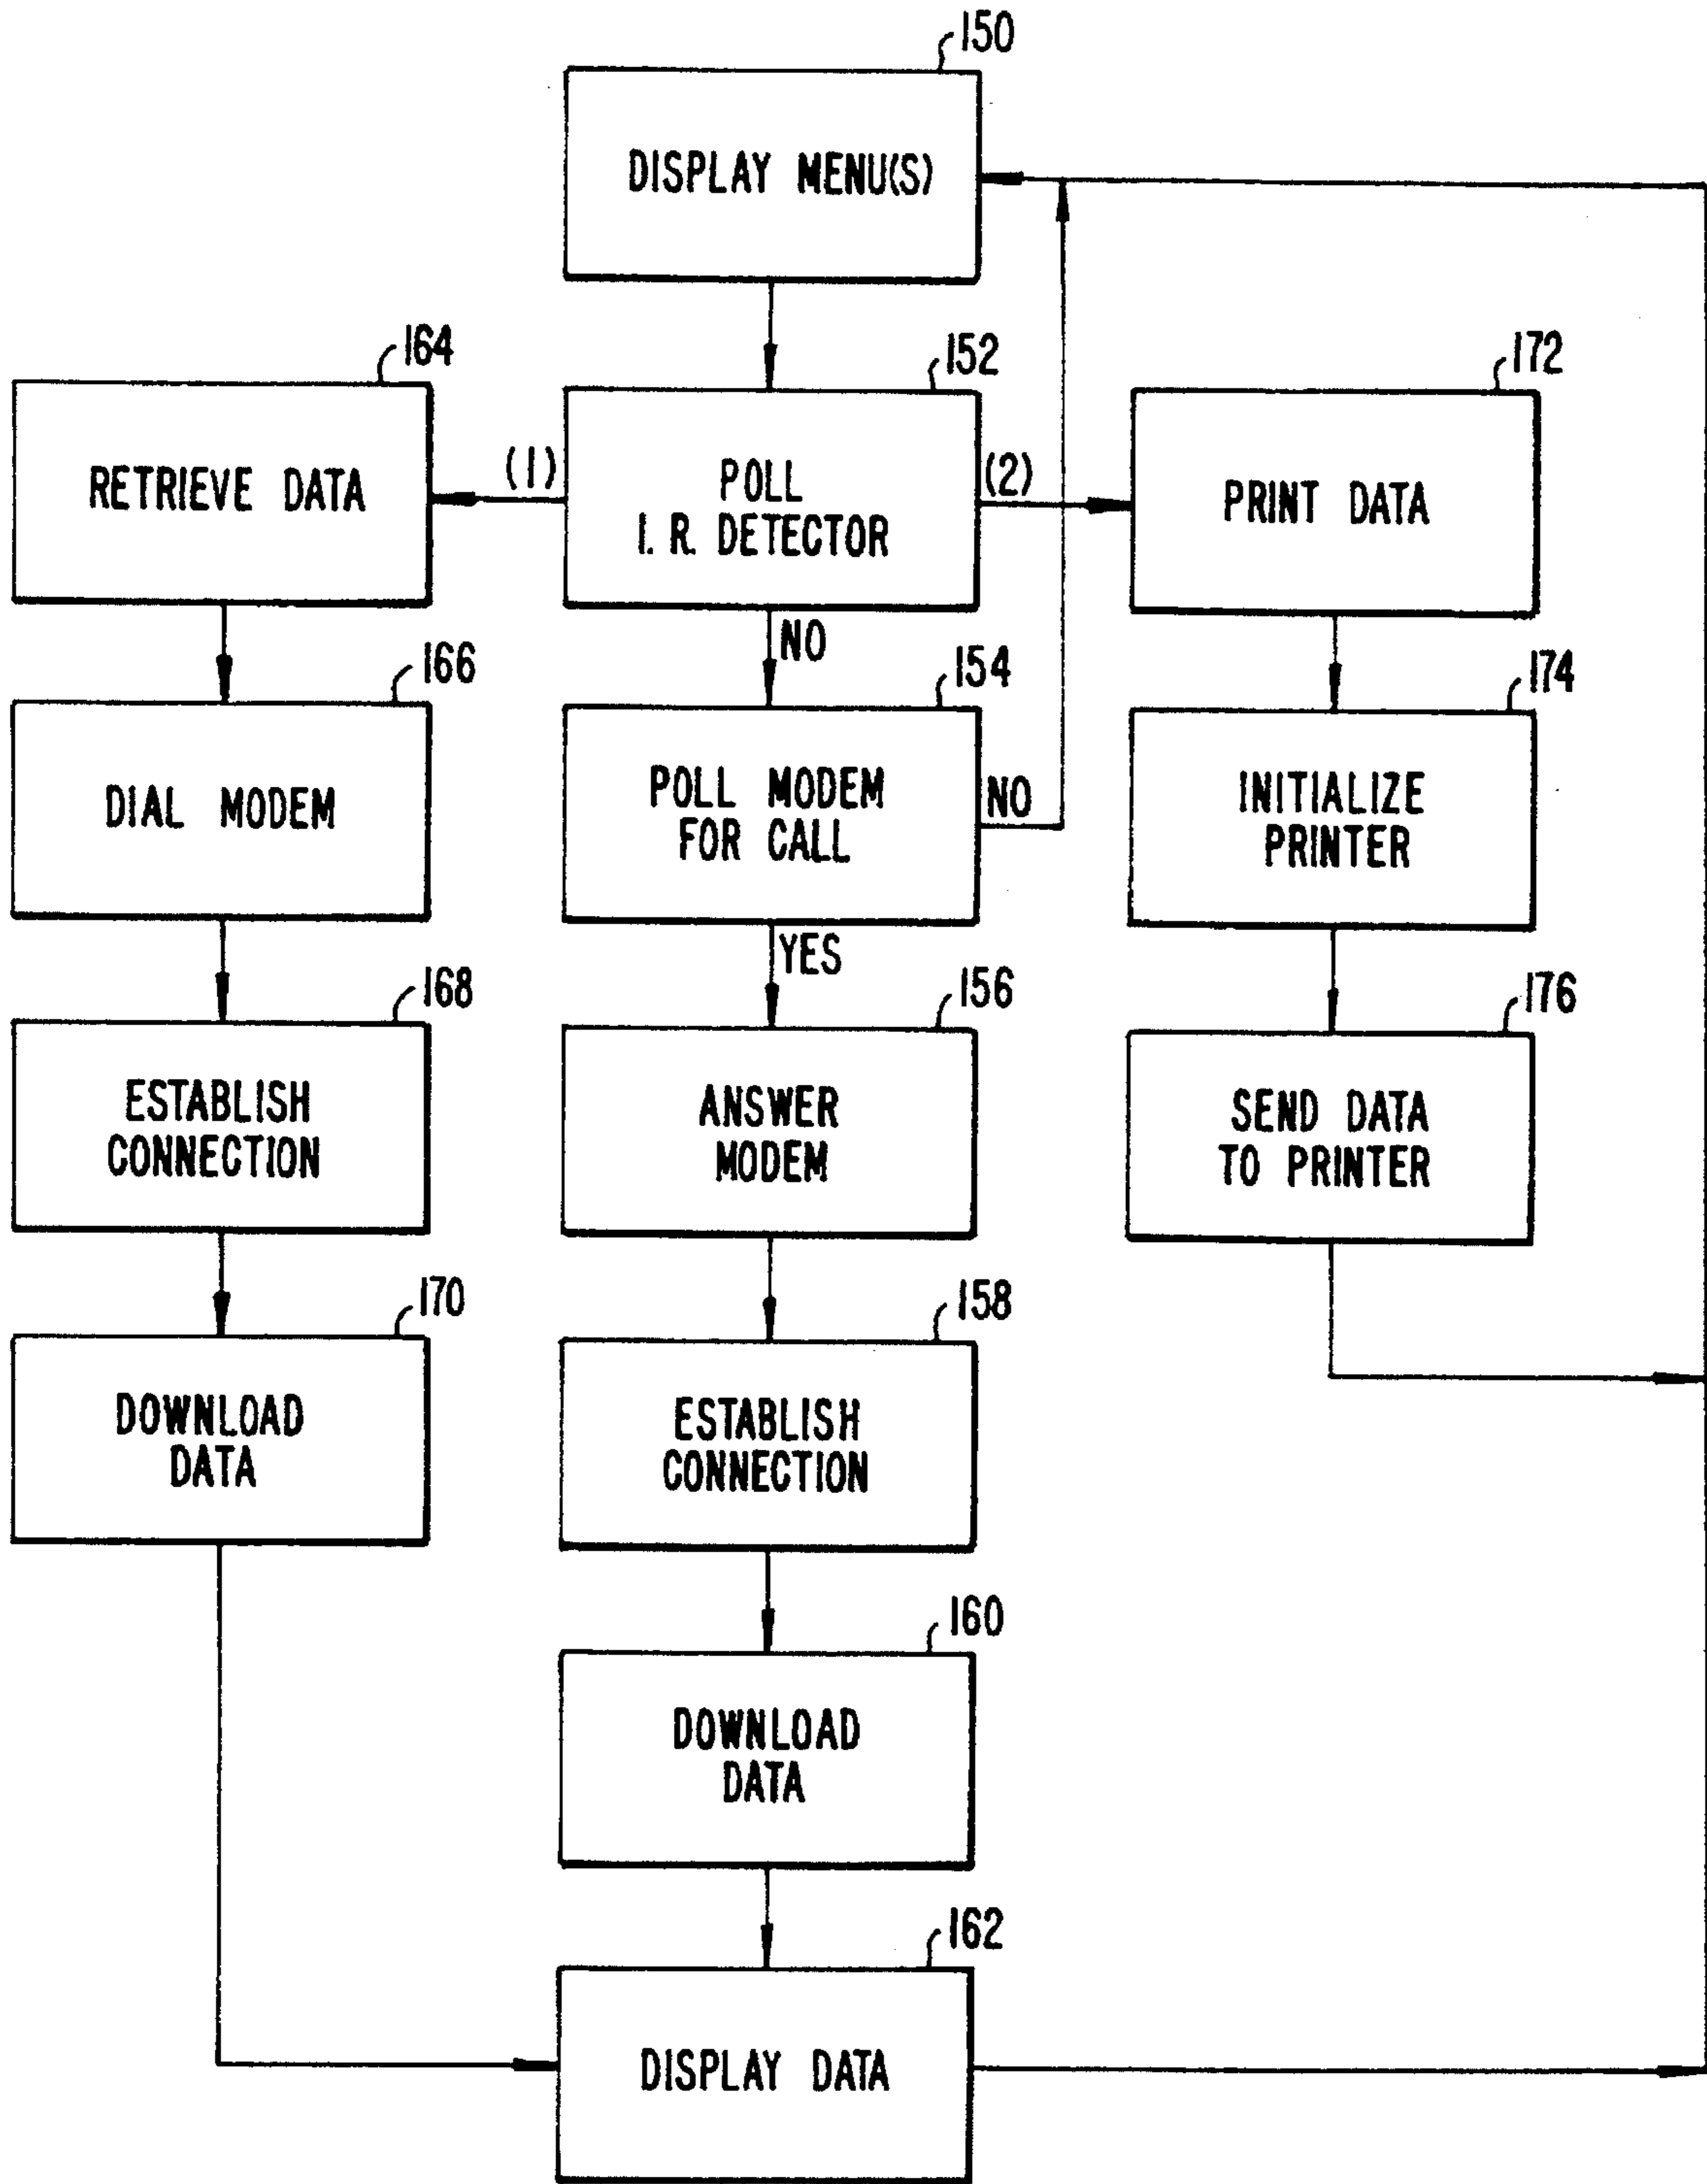 150
DISPLAY MENU(S)
164
152
172
RETRIEVE DATA
(1)
POLL
I. R. DETECTOR
(2)
PRINT DATA
NO
166
154
174
DIAL MODEM
POLL MODEM
FOR CALL
NO
INITIALIZE
PRINTER
YES
168
156
176
ESTABLISH
CONNECTION
ANSWER
MODEM
SEND DATA
TO PRINTER
170
158
DOWNLOAD
DATA
ESTABLISH
CONNECTION
160
DOWNLOAD
DATA
162
DISPLAY DATA